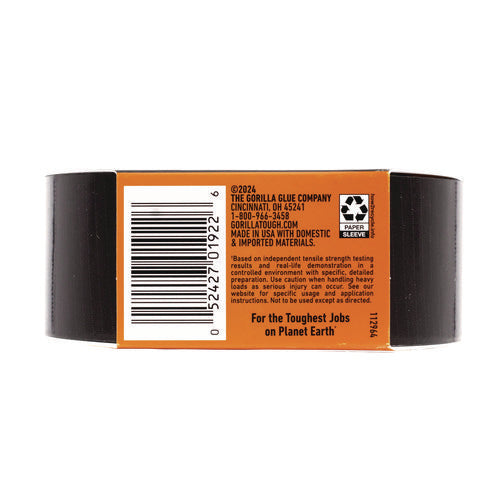 ©2024
THE GORILLA GLUE COMPANY
CINCINNATI, OH 45241
1-800-966-3458
GORILLATOUGH.COM
MADE IN USA WITH DOMESTIC
& IMPORTED MATERIALS.
how2recycle.info
PAPER
SLEEVE
¹Based on independent tensile strength testing
results and real-life demonstration in a
controlled environment with specific, detailed
preparation. Use caution when handling heavy
loads as serious injury can occur. See our
website for specific usage and application
instructions. Not to be used except as directed.
For the Toughest Jobs
on Planet Earth®
112964
0 52427 01922 6